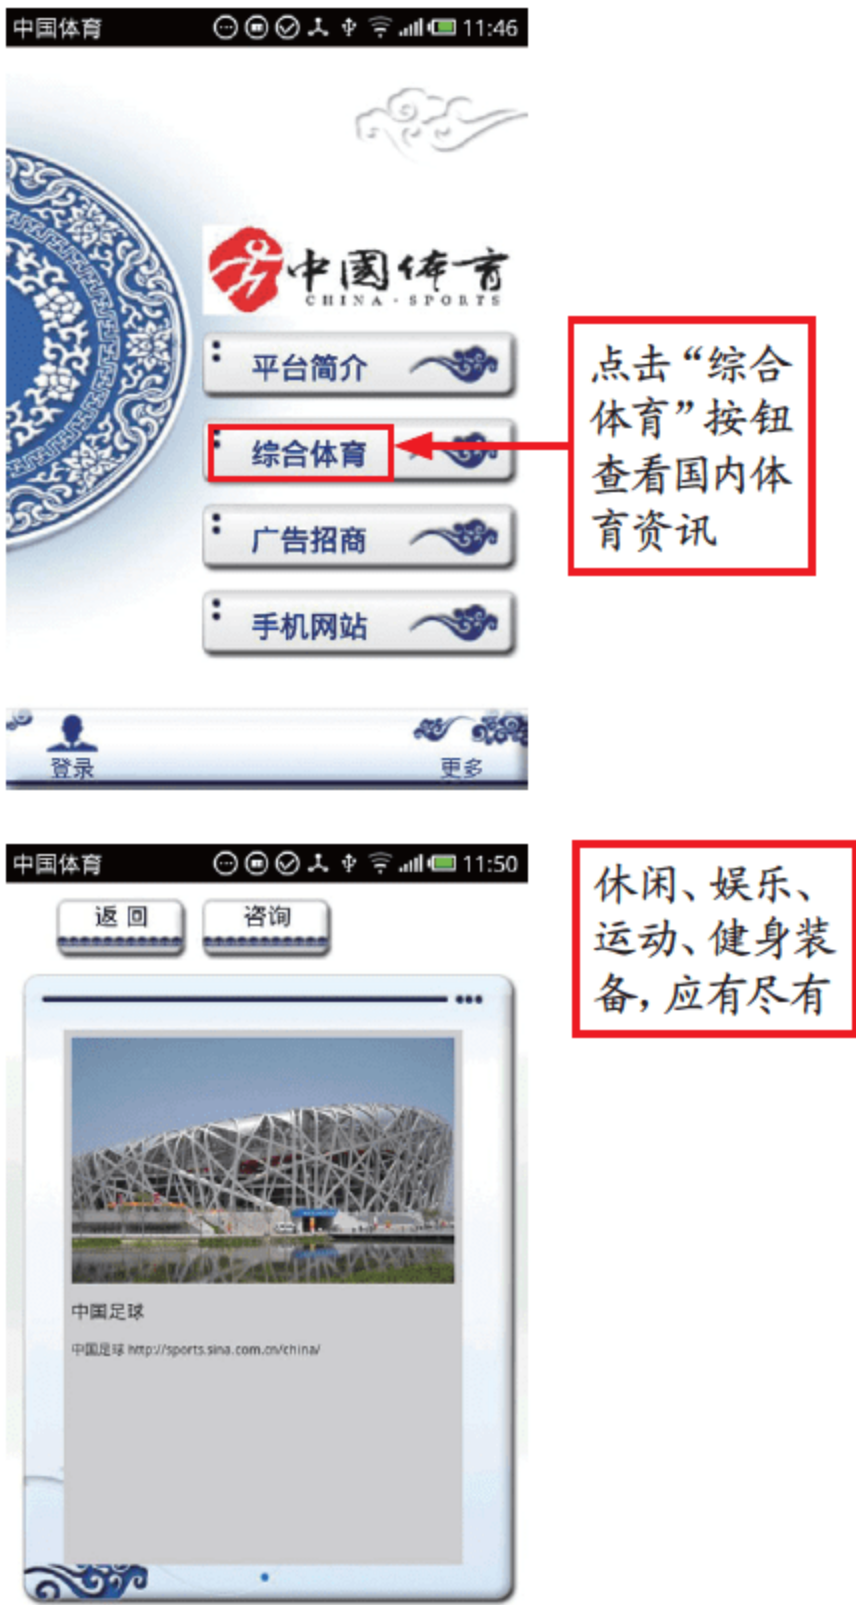 中国体育 11:46
中国体育
CHINA·SPORTS
平台简介
综合体育
广告招商
手机网站
登录
更多
点击“综合
体育”按钮
查看国内体
育资讯
中国体育 11:50
返回
咨询
中国足球
中国足球 http://sports.sina.com.cn/china/
休闲、娱乐、
运动、健身装
备，应有尽有